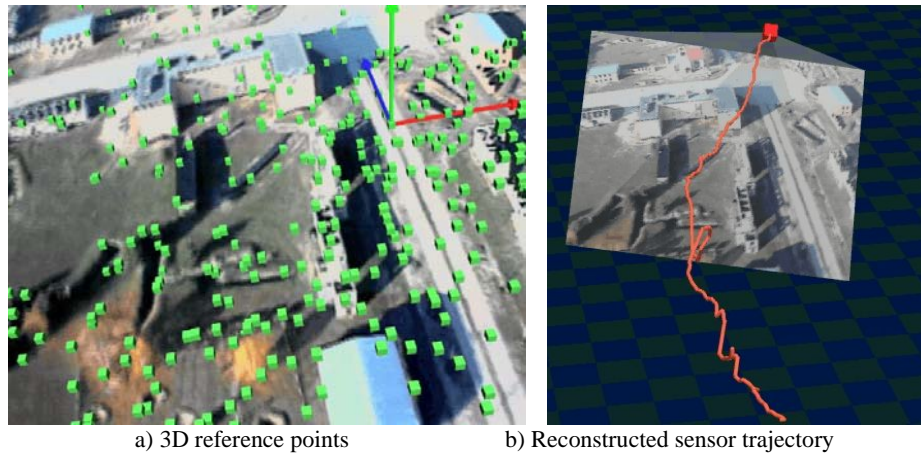 a) 3D reference points
b) Reconstructed sensor trajectory